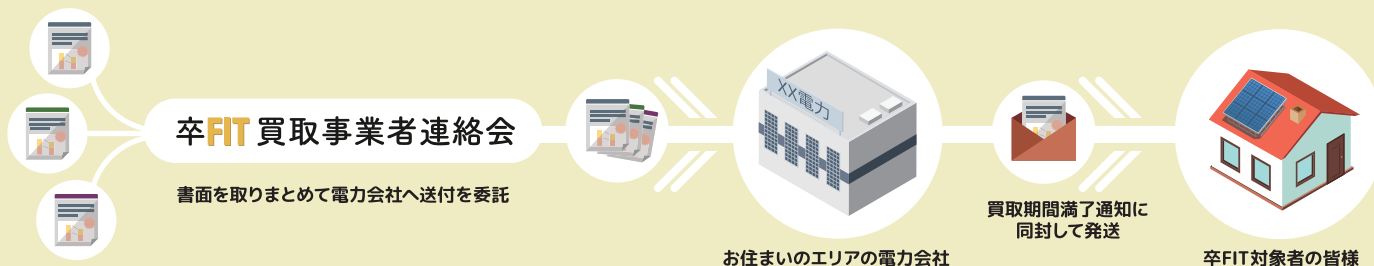 卒FIT買取事業者連絡会
書面を取りまとめて電力会社へ送付を委託
XX電力
お住まいのエリアの電力会社
買取期間満了通知に
同封して発送
卒FIT対象者の皆様